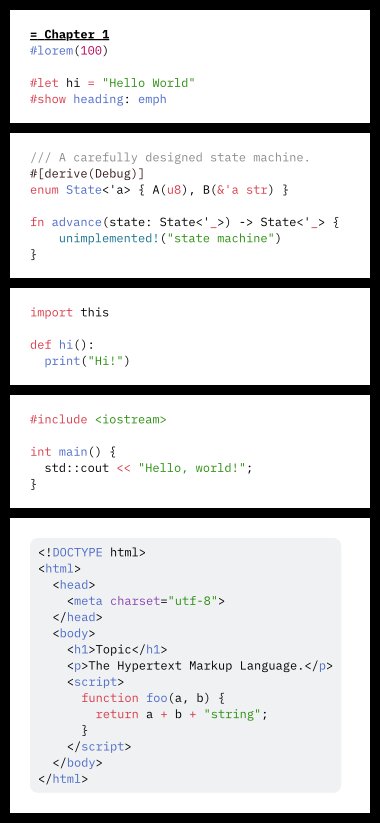 = Chapter 1
#lorem(100)

#let hi = "Hello World"
#show heading: emph

/// A carefully designed state machine.
#[derive(Debug)]
enum State<'a> { A(u8), B(&'a str) }

fn advance(state: State<'_>) -> State<'_> {
    unimplemented!("state machine")
}

import this

def hi():
  print("Hi!")

#include <iostream>

int main() {
  std::cout << "Hello, world!";
}

<!DOCTYPE html>
<html>
  <head>
    <meta charset="utf-8">
  </head>
  <body>
    <h1>Topic</h1>
    <p>The Hypertext Markup Language.</p>
    <script>
      function foo(a, b) {
        return a + b + "string";
      }
    </script>
  </body>
</html>